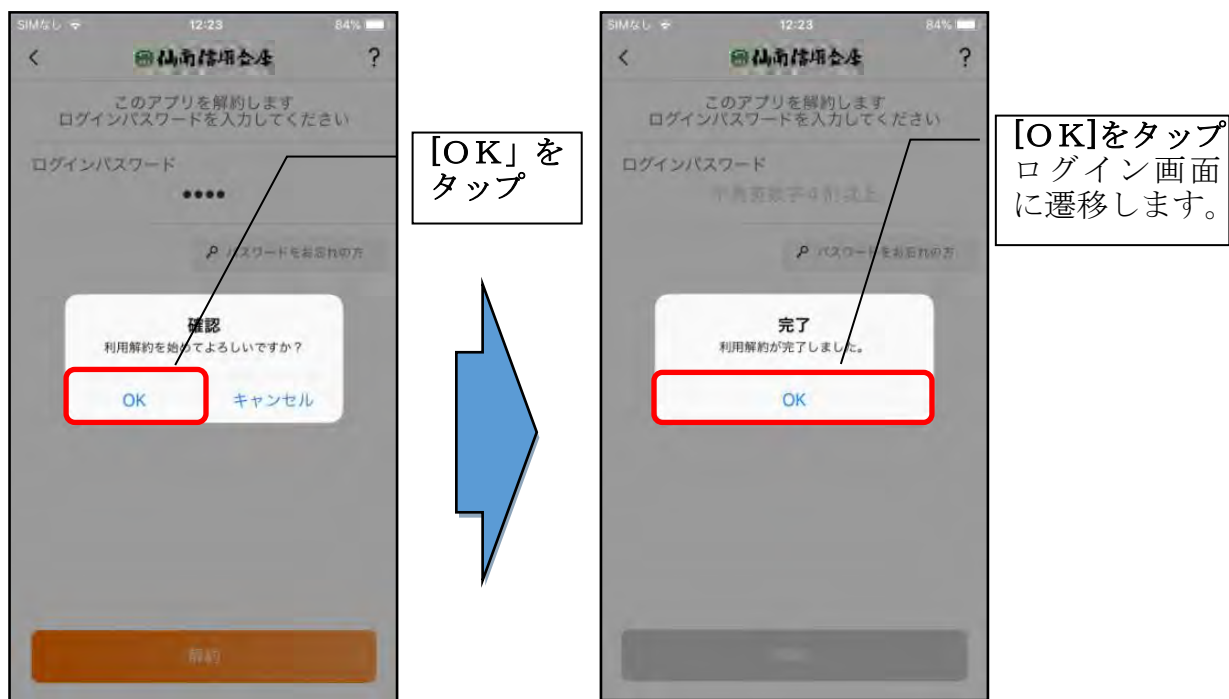 SIMなし 12:23 84%
仙南信用金庫 ?
このアプリを解約します
ログインパスワードを入力してください
ログインパスワード
••••
パスワードをお忘れの方
確認
利用解約を始めてよろしいですか？
OK キャンセル
解約
[ＯＫ」を
タップ
SIMなし 12:23 84%
仙南信用金庫 ?
このアプリを解約します
ログインパスワードを入力してください
ログインパスワード
半角英数字4桁以上
パスワードをお忘れの方
完了
利用解約が完了しました。
OK
[ＯＫ]をタップ
ログイン画面
に遷移します。